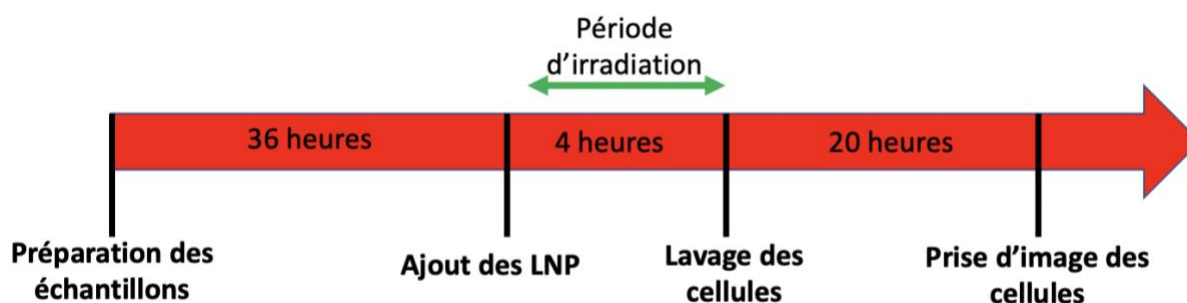 Période
d'irradiation
36 heures
4 heures
20 heures
Préparation des
échantillons
Ajout des LNP
Lavage des
cellules
Prise d'image des
cellules